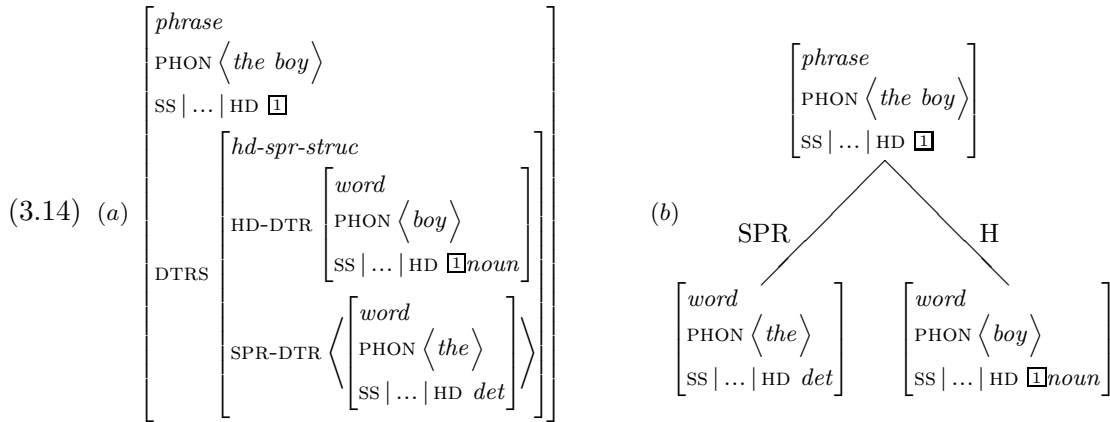 (3.14) (a)
phrase
PHON ⟨the boy⟩
SS | ... | HD 1
DTRS
hd-spr-struc
HD-DTR
word
PHON ⟨boy⟩
SS | ... | HD 1 noun
SPR-DTR
word
PHON ⟨the⟩
SS | ... | HD det
(b)
phrase
PHON ⟨the boy⟩
SS | ... | HD 1
SPR H
word
PHON ⟨the⟩
SS | ... | HD det
word
PHON ⟨boy⟩
SS | ... | HD 1 noun